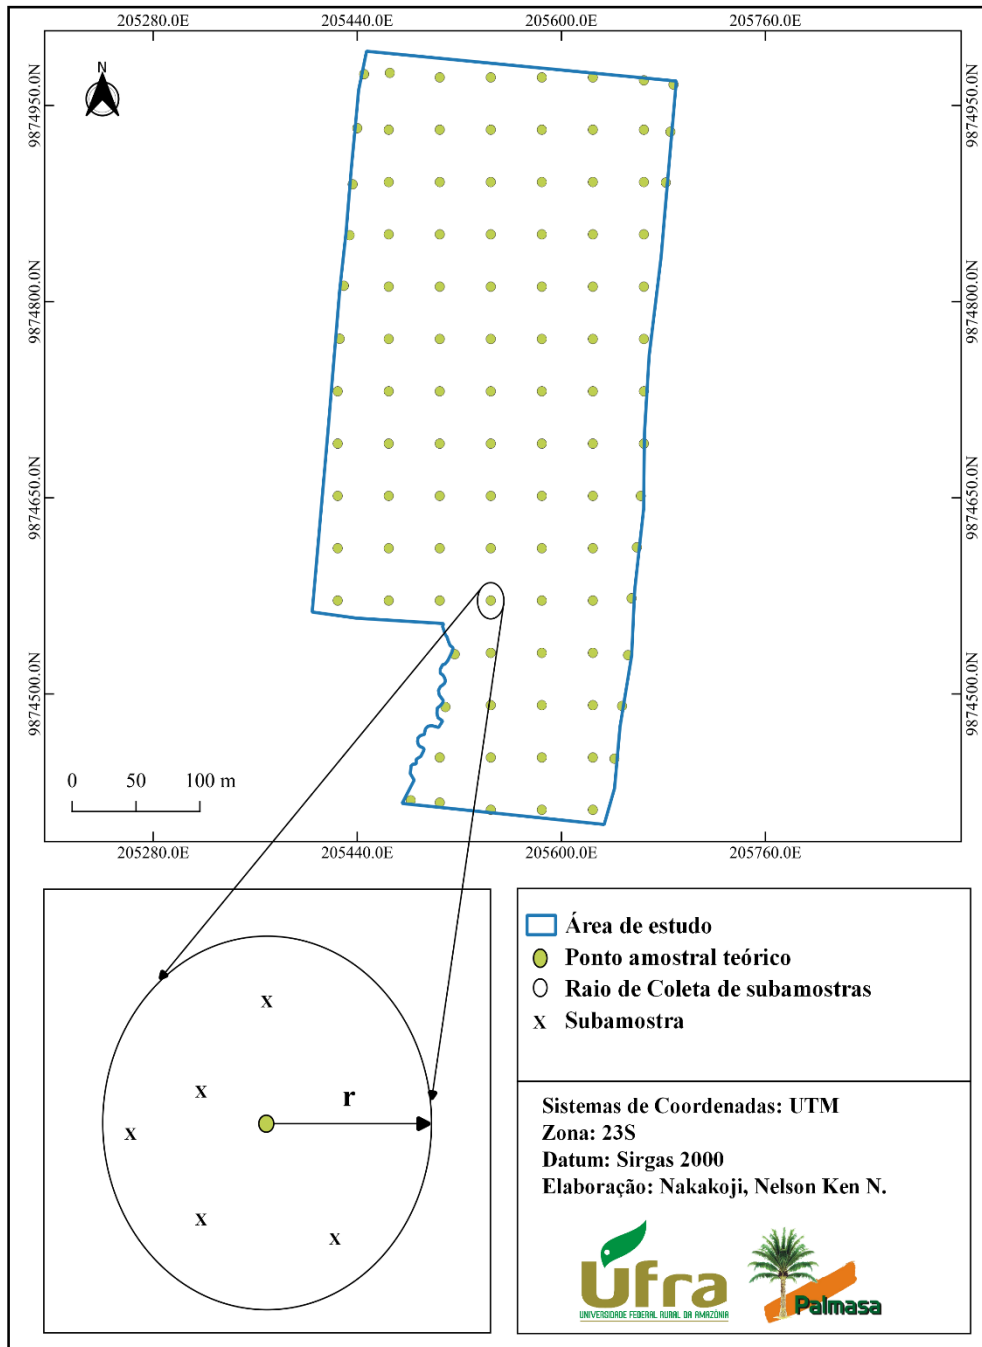 205280.0E 205440.0E 205600.0E 205760.0E
N
9874950.0N 9874950.0N
9874800.0N 9874800.0N
9874650.0N 9874650.0N
9874500.0N 9874500.0N
0 50 100 m
205280.0E 205440.0E 205600.0E 205760.0E
x
x
r
x
x
x
Área de estudo
Ponto amostral teórico
Raio de Coleta de subamostras
x Subamostra
Sistemas de Coordenadas: UTM
Zona: 23S
Datum: Sirgas 2000
Elaboração: Nakakoji, Nelson Ken N.
Ufra
UNIVERSIDADE FEDERAL RURAL DA AMAZÔNIA
Palmasa